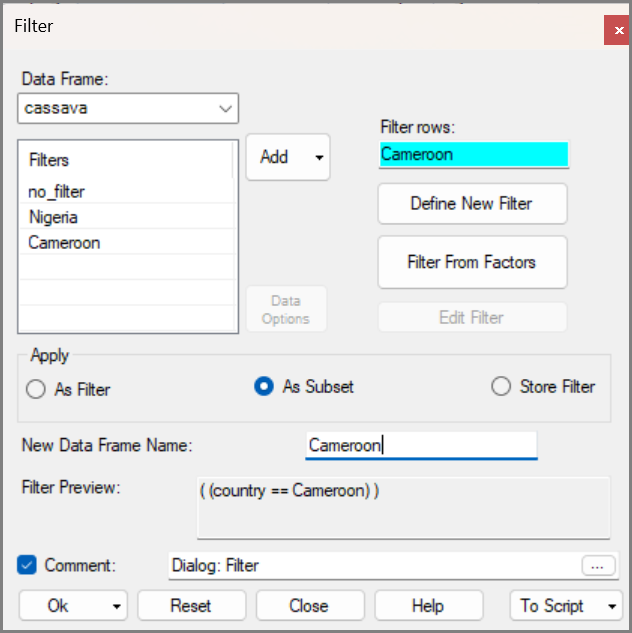 Filter
×
Data Frame:
cassava
Filters
no_filter
Nigeria
Cameroon
Add
Data
Options
Filter rows:
Cameroon
Define New Filter
Filter From Factors
Edit Filter
Apply
As Filter
As Subset
Store Filter
New Data Frame Name:
Cameroon
Filter Preview:
( (country == Cameroon) )
Comment:
Dialog: Filter
...
Ok
Reset
Close
Help
To Script